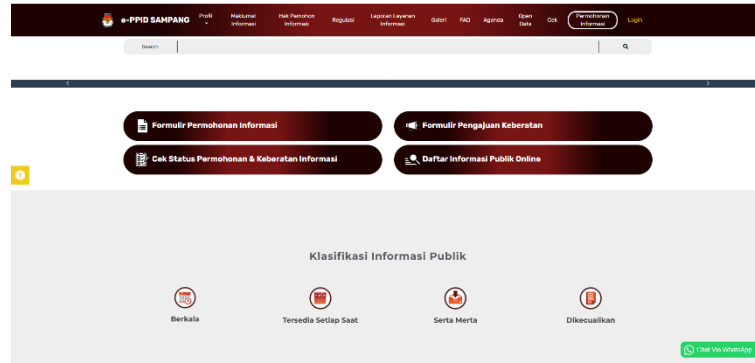 e-PPID SAMPANG
Profil
Maklumat Informasi
Hak Pemohon Informasi
Regulasi
Laporan Layanan Informasi
Galeri
FAQ
Agenda
Open Data
Cek
Permohonan Informasi
Login
Search
Formulir Permohonan Informasi
Formulir Pengajuan Keberatan
Cek Status Permohonan & Keberatan Informasi
Daftar Informasi Publik Online
Klasifikasi Informasi Publik
Berkala
Tersedia Setiap Saat
Serta Merta
Dikecualikan
Chat Via WhatsApp